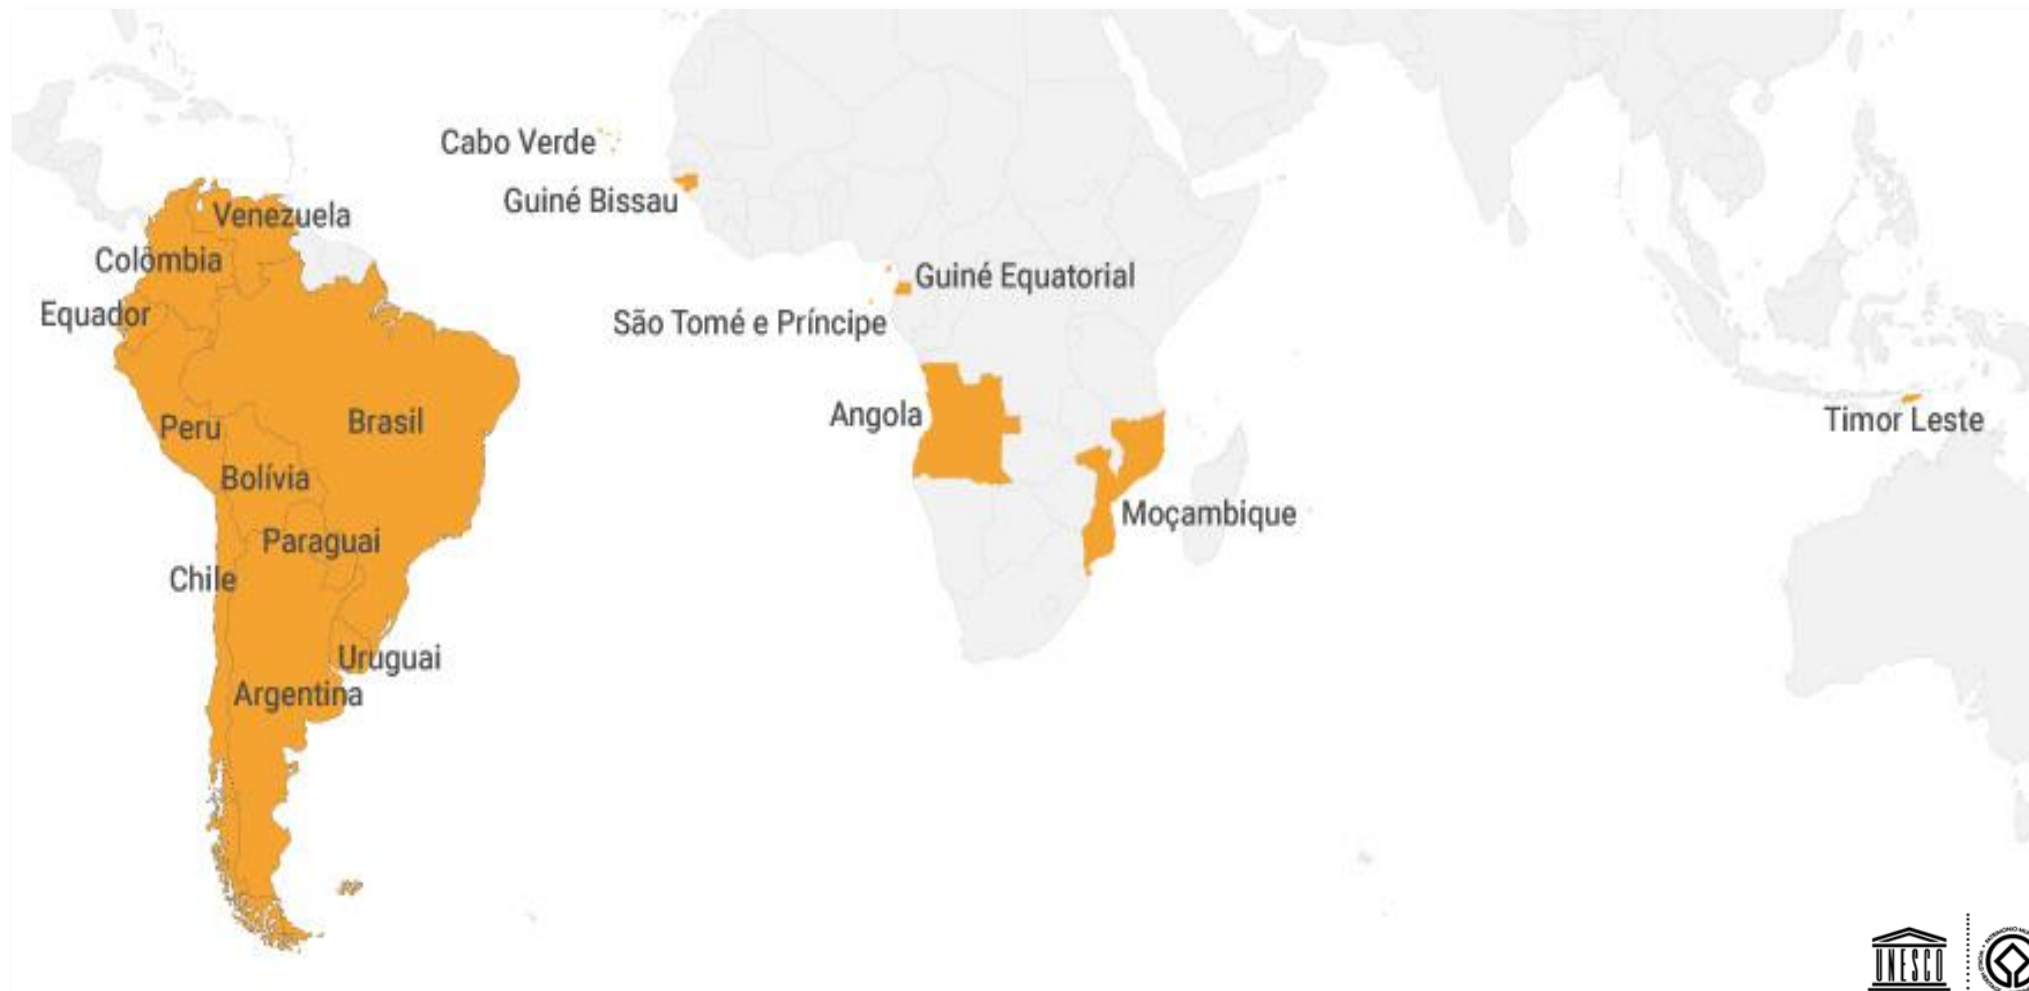 Cabo Verde
Guiné Bissau
Venezuela
Colômbia
Guiné Equatorial
Equador
São Tomé e Príncipe
Angola
Timor Leste
Peru
Brasil
Bolívia
Moçambique
Paraguai
Chile
Uruguai
Argentina
UNESCO